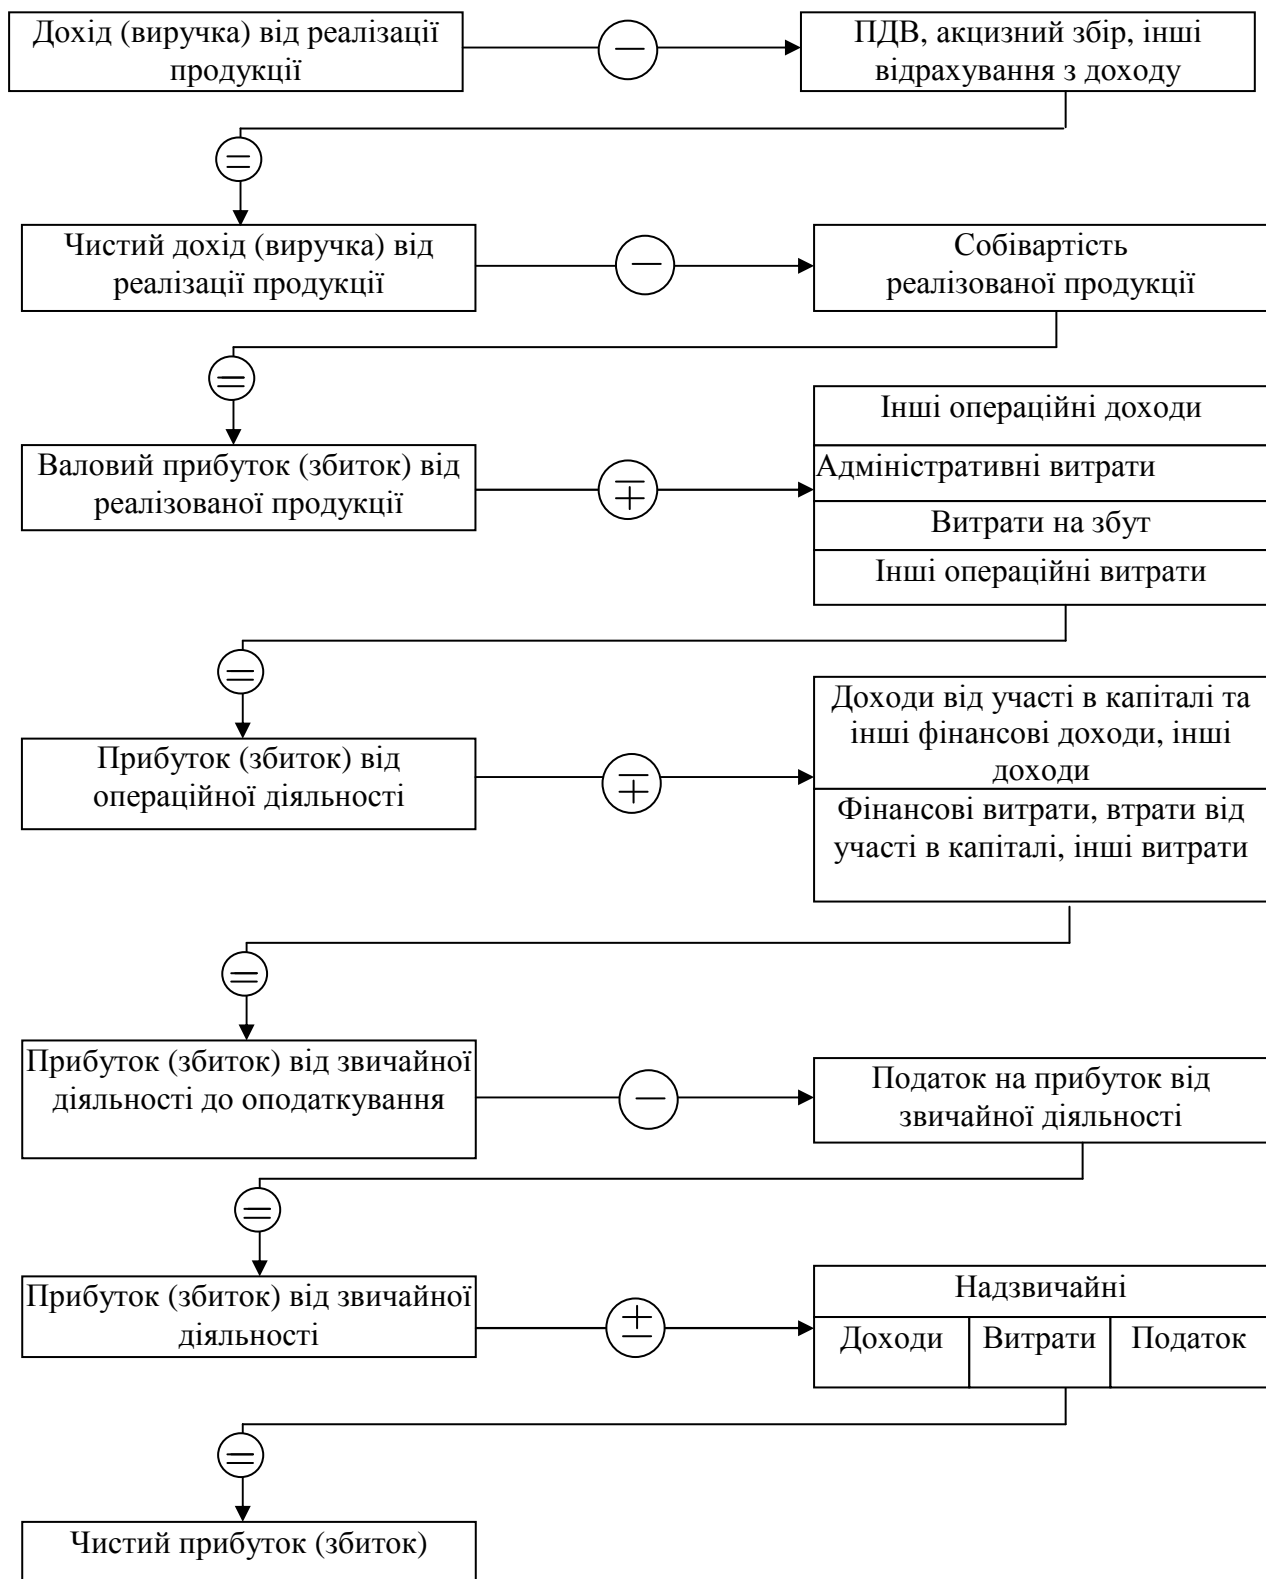 Дохід (виручка) від реалізації
продукції
−
ПДВ, акцизний збір, інші
відрахування з доходу
=
Чистий дохід (виручка) від
реалізації продукції
−
Собівартість
реалізованої продукції
=
Валовий прибуток (збиток) від
реалізованої продукції
∓
Інші операційні доходи
Адміністративні витрати
Витрати на збут
Інші операційні витрати
=
Прибуток (збиток) від
операційної діяльності
∓
Доходи від участі в капіталі та
інші фінансові доходи, інші
доходи
Фінансові витрати, втрати від
участі в капіталі, інші витрати
=
Прибуток (збиток) від звичайної
діяльності до оподаткування
−
Податок на прибуток від
звичайної діяльності
=
Прибуток (збиток) від звичайної
діяльності
±
Надзвичайні
Доходи Витрати Податок
=
Чистий прибуток (збиток)